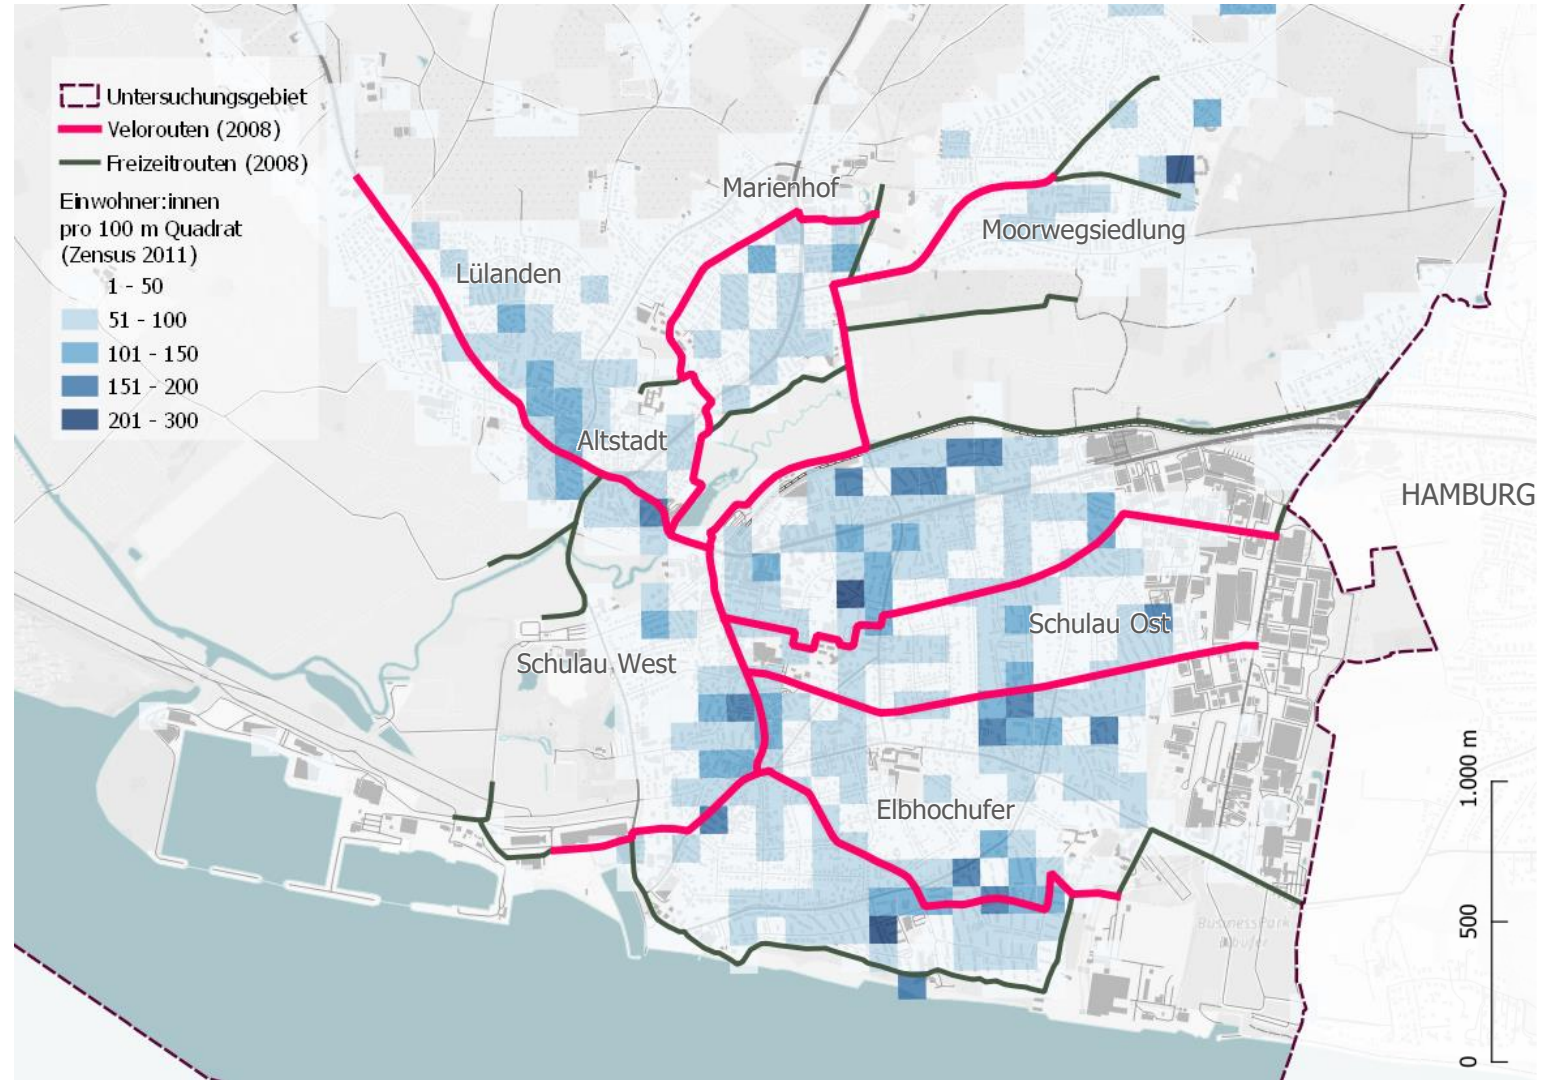 Untersuchungsgebiet
Velorouten (2008)
Freizeitrouten (2008)
Einwohner:innen
pro 100 m Quadrat
(Zensus 2011)
1 - 50
51 - 100
101 - 150
151 - 200
201 - 300
Marienhof
Moorwegsiedlung
Lülanden
Altstadt
HAMBURG
Schulau Ost
Schulau West
Elbhochufer
BusinessPark
1.000 m
500
0